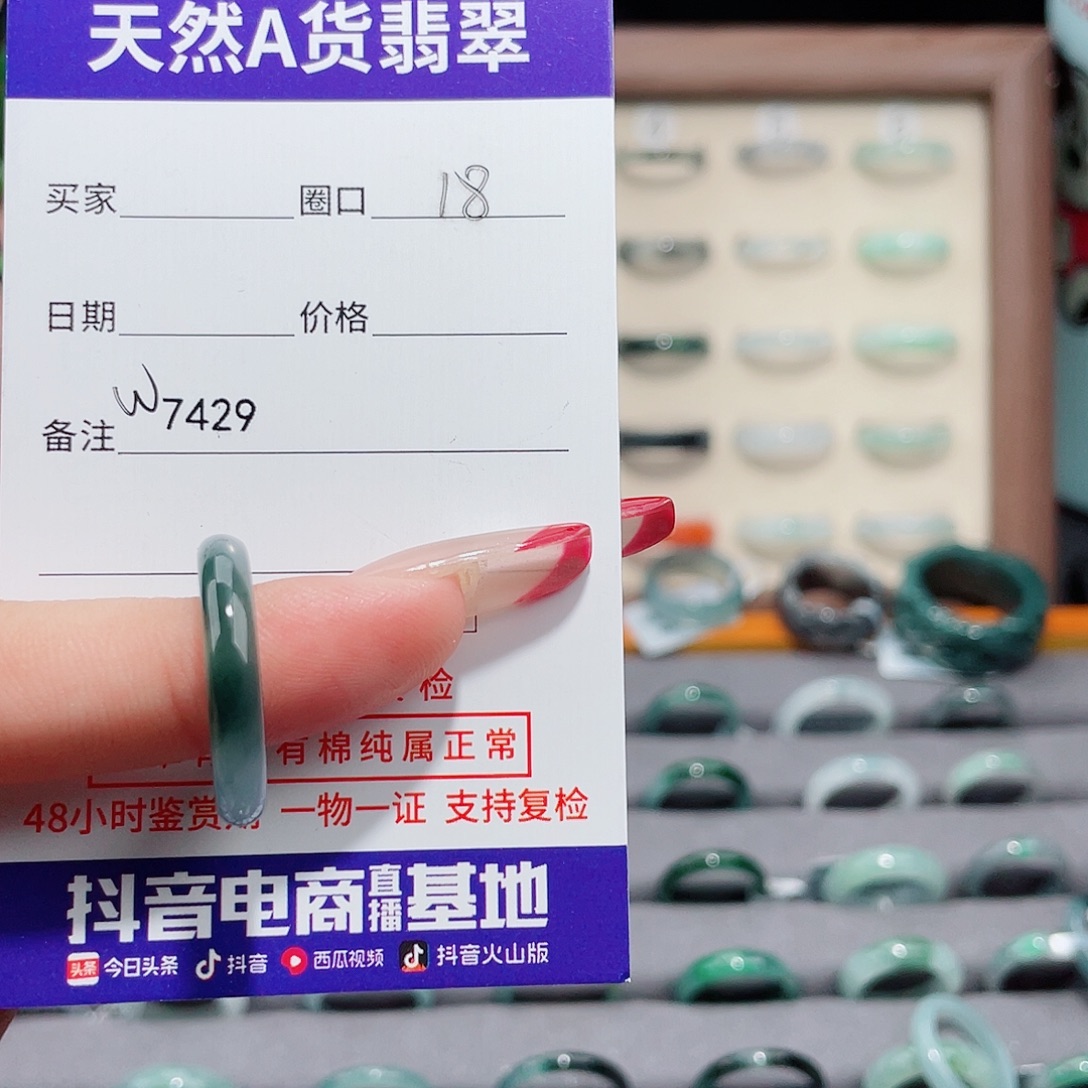 天然A货翡翠
买家 圈口 18
日期 价格
备注 W7429
检
有棉纯属正常
48小时鉴赏期 一物一证 支持复检
抖音电商直播基地
头条 今日头条 抖音 西瓜视频 抖音火山版